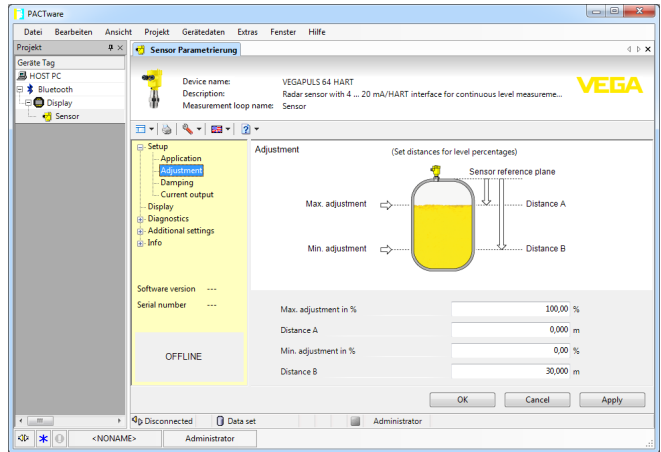 PACTware
Datei Bearbeiten Ansicht Projekt Gerätedaten Extras Fenster Hilfe
Projekt
Geräte Tag
HOST PC
Bluetooth
Display
Sensor
Sensor Parametrierung
Device name: VEGAPULS 64 HART
Description: Radar sensor with 4 ... 20 mA/HART interface for continuous level measureme...
Measurement loop name: Sensor
VEGA
Setup
Application
Adjustment
Damping
Current output
Display
Diagnostics
Additional settings
Info
Software version ---
Serial number ---
OFFLINE
Adjustment
(Set distances for level percentages)
Sensor reference plane
Max. adjustment
Distance A
Min. adjustment
Distance B
Max. adjustment in % 100,00 %
Distance A 0,000 m
Min. adjustment in % 0,00 %
Distance B 30,000 m
OK Cancel Apply
Disconnected Data set Administrator
<NONAME> Administrator